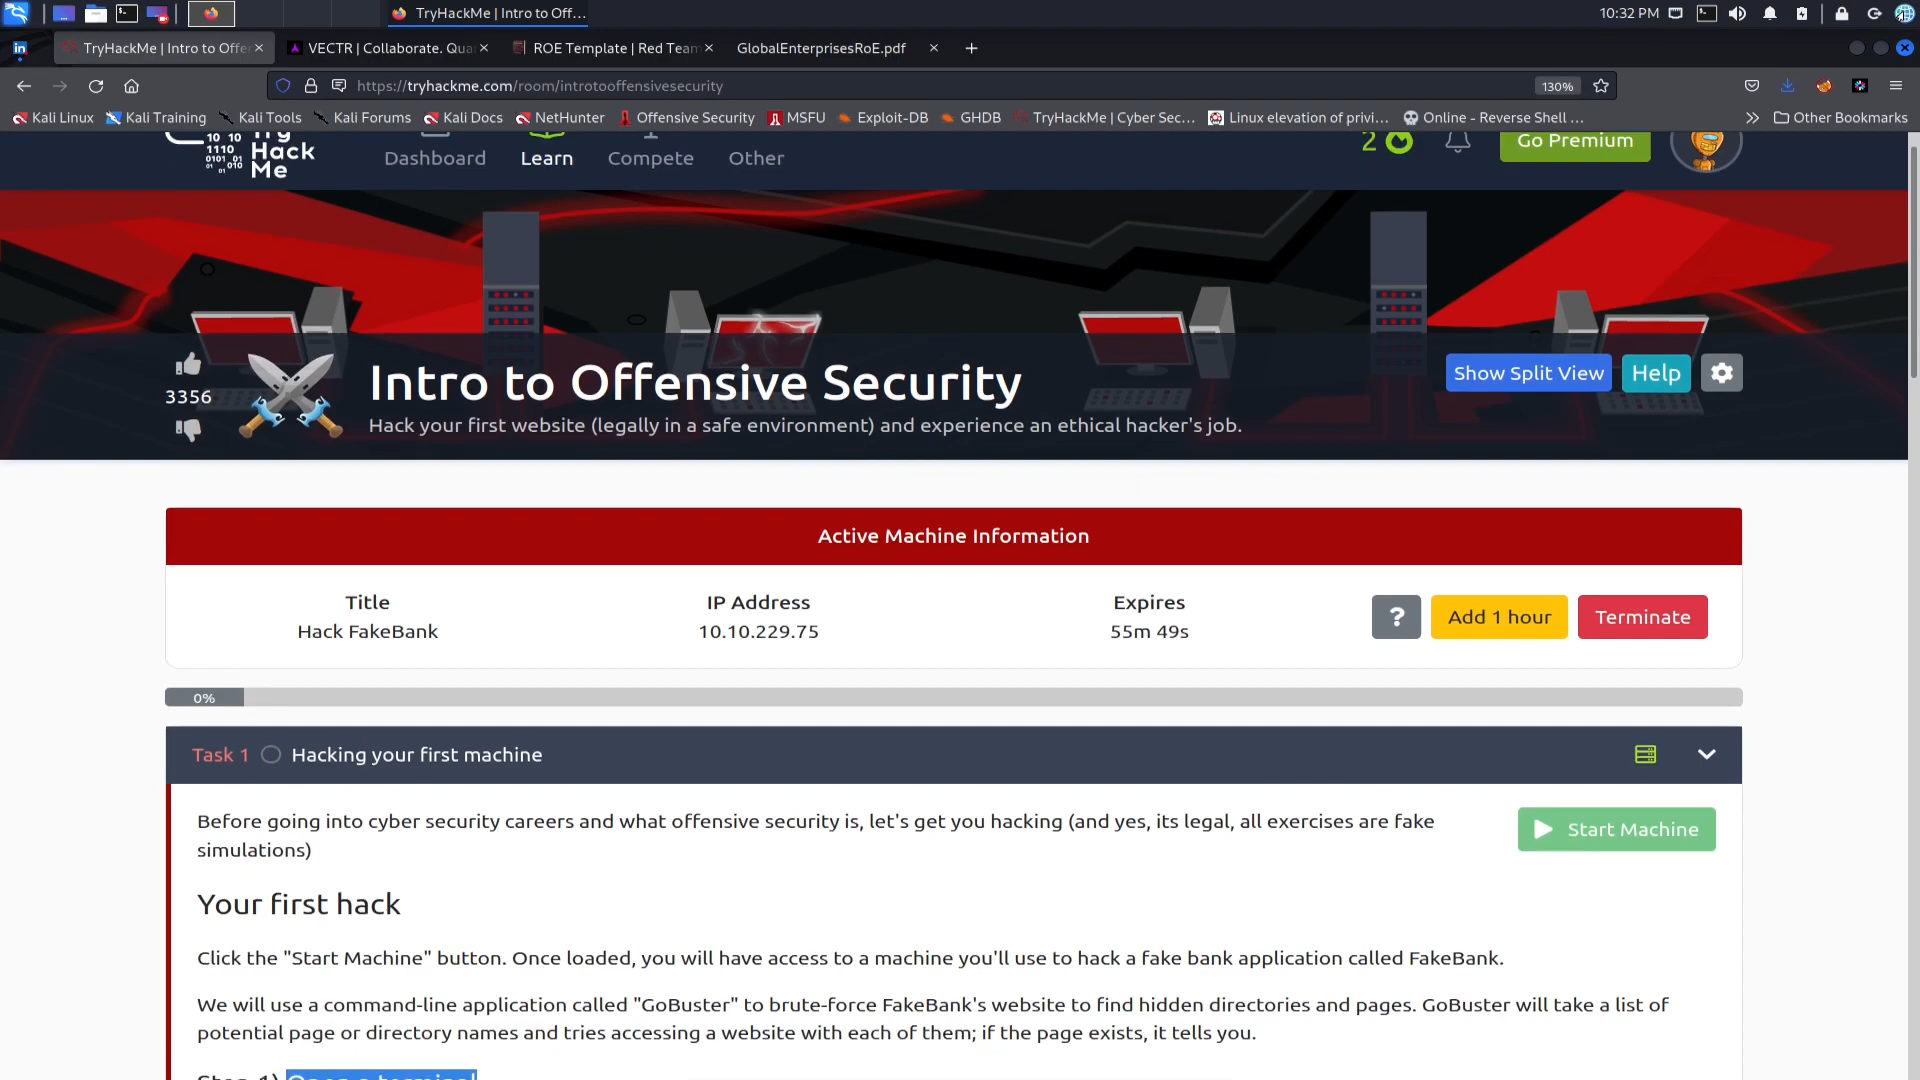 TryHackMe | Intro to Off...
10:32 PM
TryHackMe | Intro to Offe
VECTR | Collaborate. Qua
ROE Template | Red Team
GlobalEnterprisesRoE.pdf
https://tryhackme.com/room/introtooffensivesecurity
130%
Kali Linux
Kali Training
Kali Tools
Kali Forums
Kali Docs
NetHunter
Offensive Security
MSFU
Exploit-DB
GHDB
TryHackMe | Cyber Sec...
Linux elevation of privi...
Online - Reverse Shell ...
Other Bookmarks
Try
Hack
Me
10 10
1110
0101 01
01 010
01
Dashboard
Learn
Compete
Other
2
Go Premium
3356
Intro to Offensive Security
Hack your first website (legally in a safe environment) and experience an ethical hacker's job.
Show Split View
Help
Active Machine Information
Title
IP Address
Expires
Hack FakeBank
10.10.229.75
55m 49s
?
Add 1 hour
Terminate
0%
Task 1
Hacking your first machine
Before going into cyber security careers and what offensive security is, let's get you hacking (and yes, its legal, all exercises are fake
simulations)
Start Machine
Your first hack
Click the "Start Machine" button. Once loaded, you will have access to a machine you'll use to hack a fake bank application called FakeBank.
We will use a command-line application called "GoBuster" to brute-force FakeBank's website to find hidden directories and pages. GoBuster will take a list of
potential page or directory names and tries accessing a website with each of them; if the page exists, it tells you.
Step 1) Open a terminal